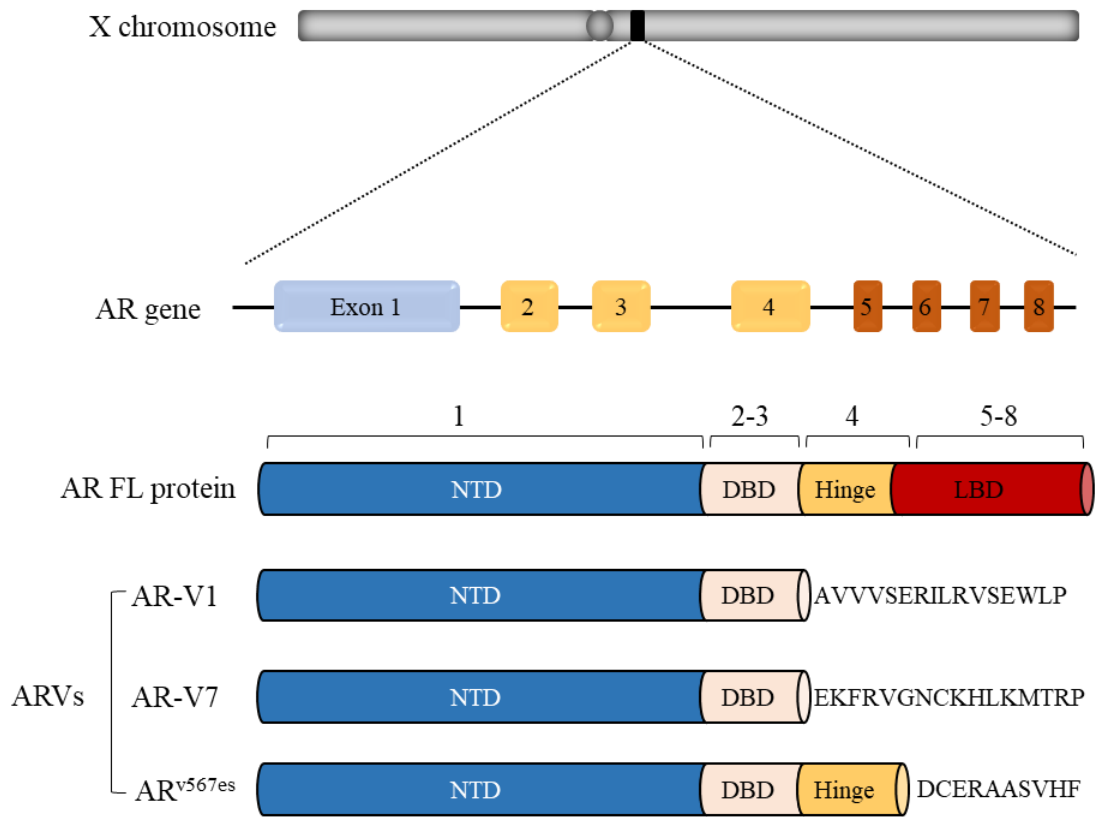 X chromosome
AR gene
Exon 1 2 3 4 5 6 7 8
1 2-3 4 5-8
AR FL protein NTD DBD Hinge LBD
AR-V1 NTD DBD AVVVSERILRVSEWLP
ARVs
AR-V7 NTD DBD EKFRVGNCKHLKMTRP
ARv567es NTD DBD Hinge DCERAASVHF